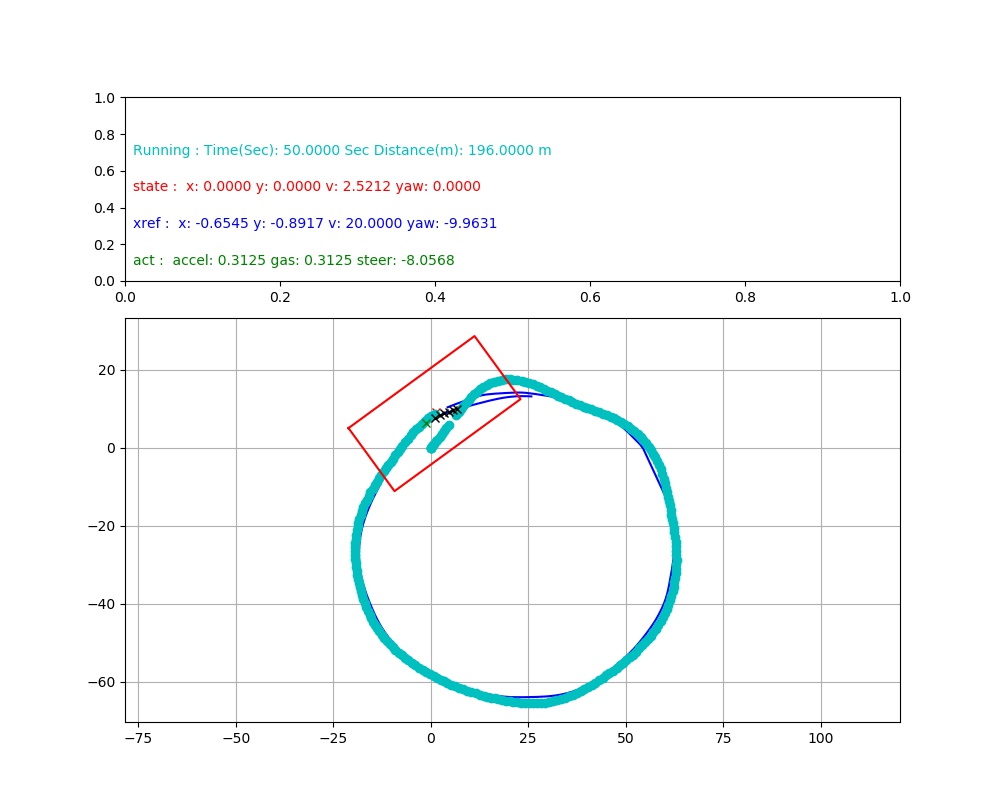 1.0
0.8
Running : Time(Sec): 50.0000 Sec Distance(m): 196.0000 m
0.6
state :  x: 0.0000 y: 0.0000 v: 2.5212 yaw: 0.0000
0.4
xref :  x: -0.6545 y: -0.8917 v: 20.0000 yaw: -9.9631
0.2
act :  accel: 0.3125 gas: 0.3125 steer: -8.0568
0.0
0.0 0.2 0.4 0.6 0.8 1.0
20
0
−20
−40
−60
−75 −50 −25 0 25 50 75 100